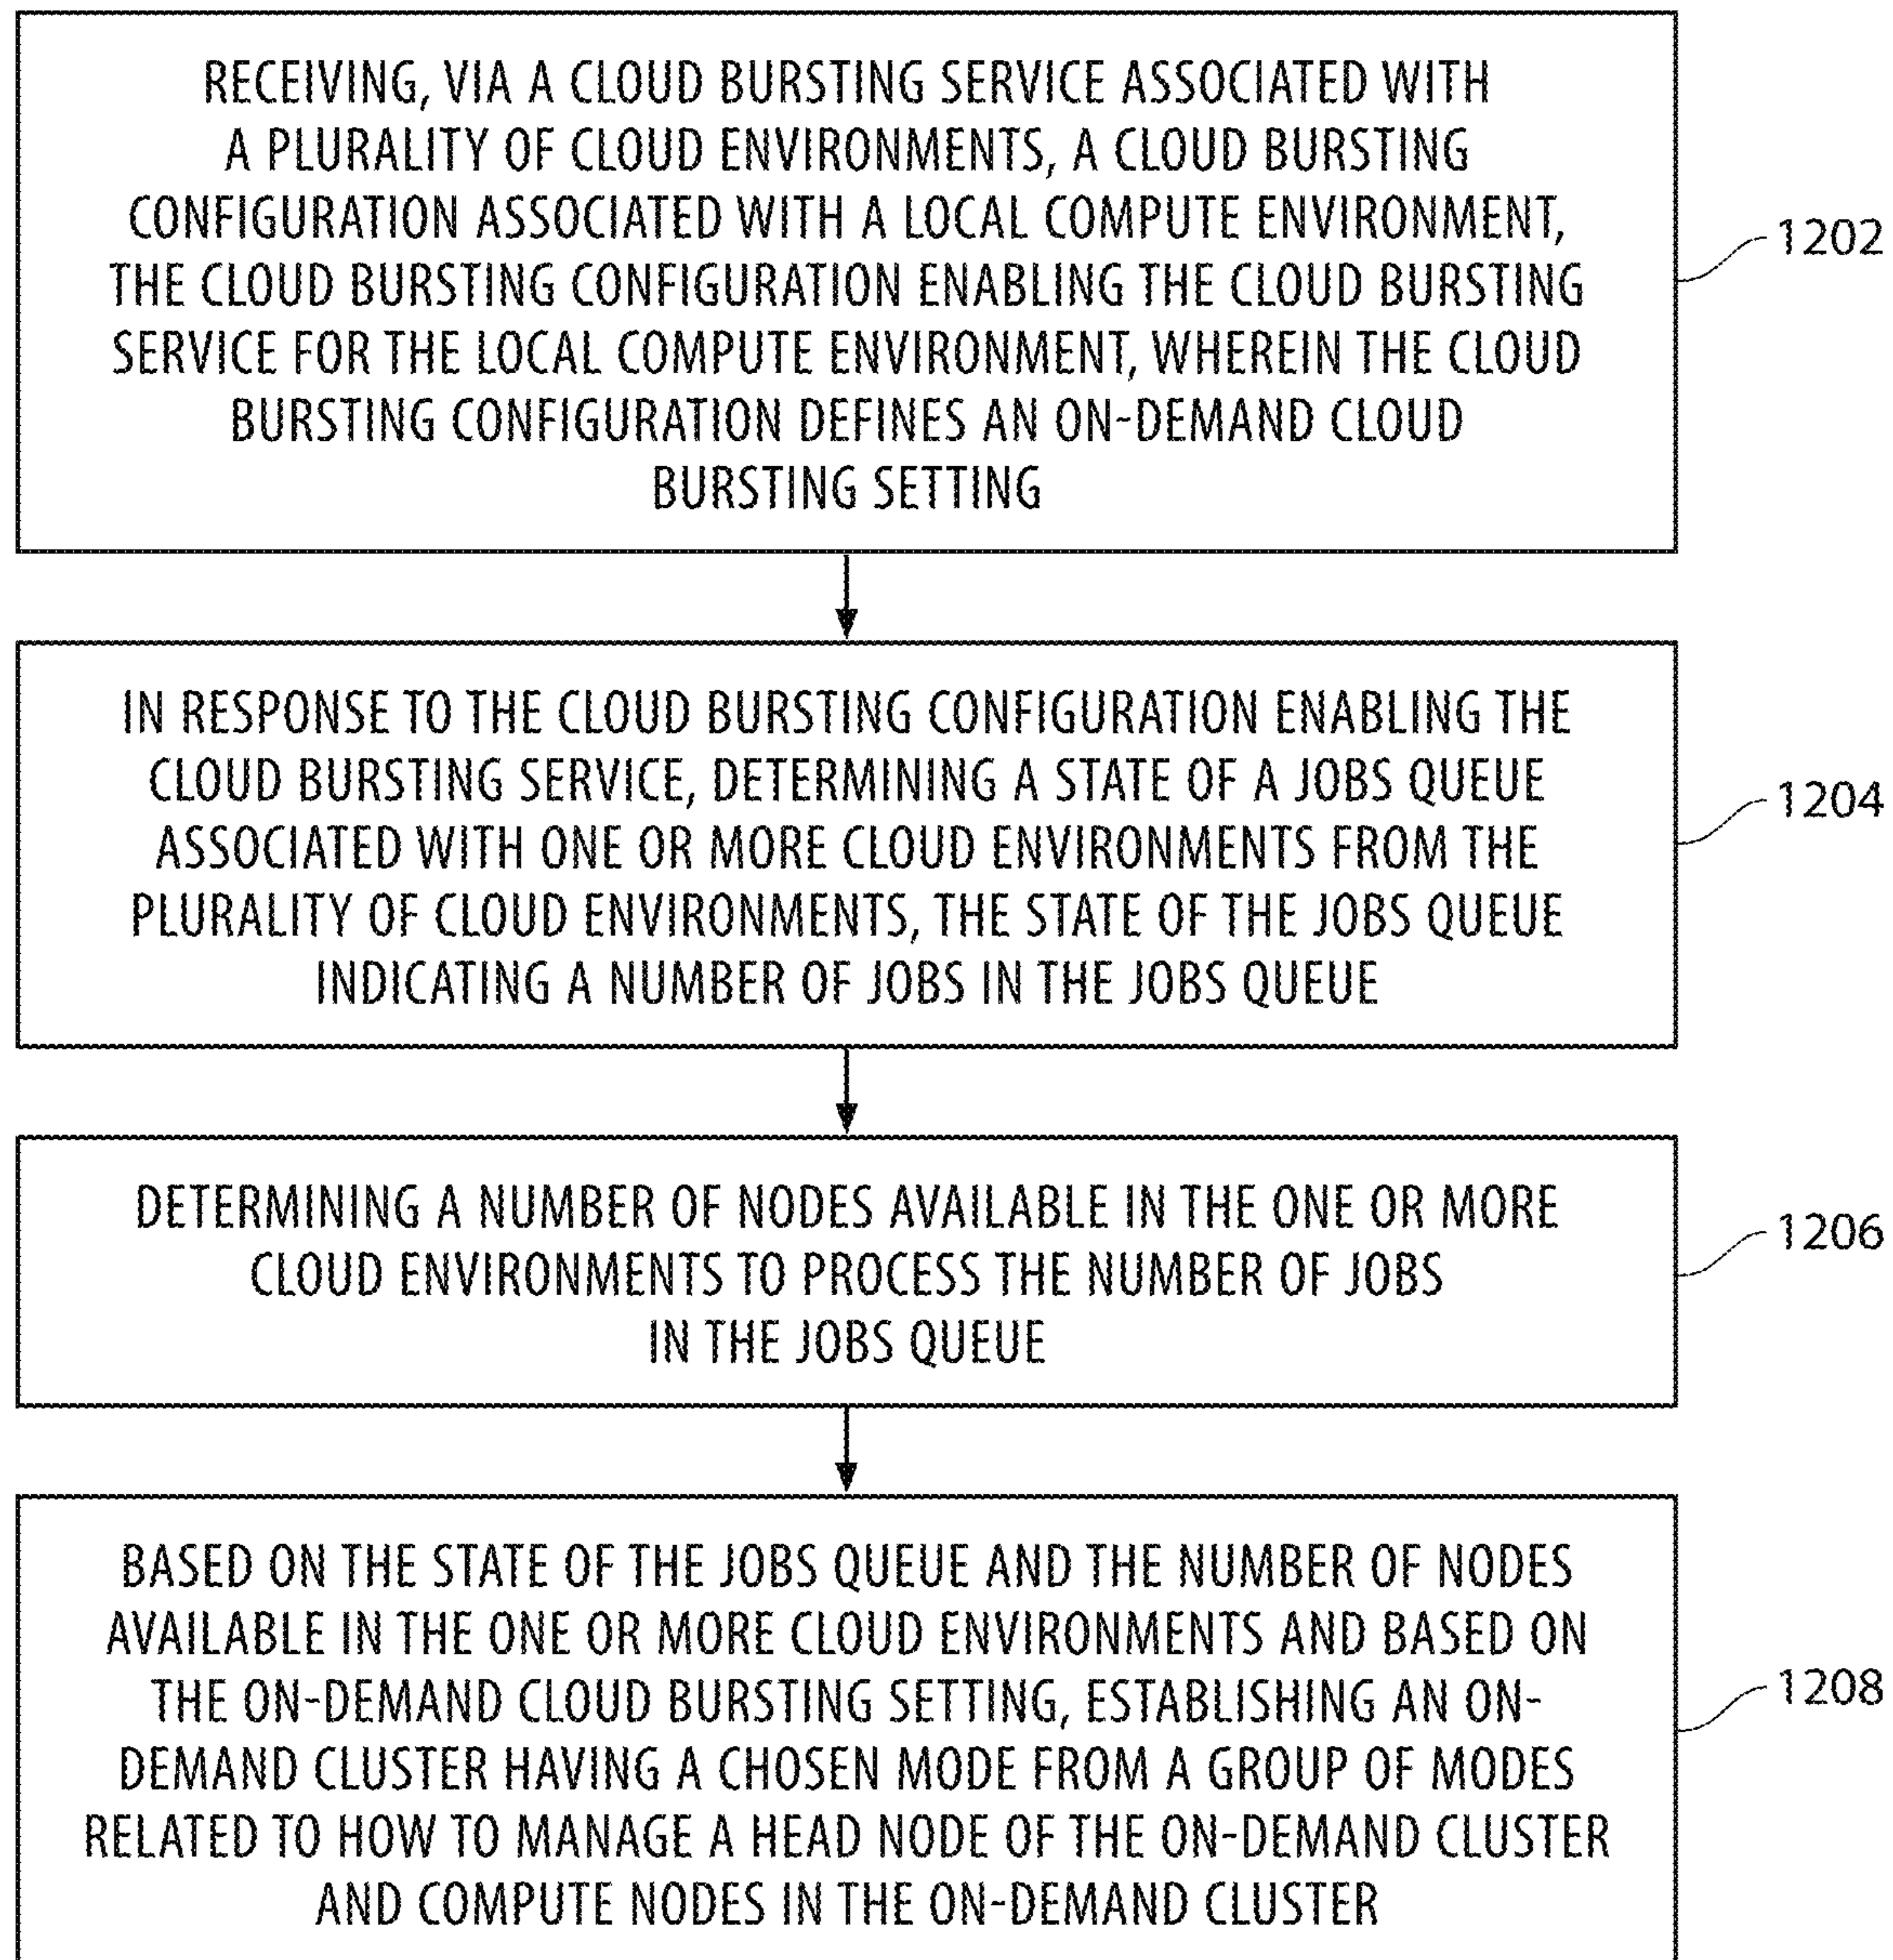 RECEIVING, VIA A CLOUD BURSTING SERVICE ASSOCIATED WITH
A PLURALITY OF CLOUD ENVIRONMENTS, A CLOUD BURSTING
CONFIGURATION ASSOCIATED WITH A LOCAL COMPUTE ENVIRONMENT,
THE CLOUD BURSTING CONFIGURATION ENABLING THE CLOUD BURSTING
SERVICE FOR THE LOCAL COMPUTE ENVIRONMENT, WHEREIN THE CLOUD
BURSTING CONFIGURATION DEFINES AN ON-DEMAND CLOUD
BURSTING SETTING
1202
IN RESPONSE TO THE CLOUD BURSTING CONFIGURATION ENABLING THE
CLOUD BURSTING SERVICE, DETERMINING A STATE OF A JOBS QUEUE
ASSOCIATED WITH ONE OR MORE CLOUD ENVIRONMENTS FROM THE
PLURALITY OF CLOUD ENVIRONMENTS, THE STATE OF THE JOBS QUEUE
INDICATING A NUMBER OF JOBS IN THE JOBS QUEUE
1204
DETERMINING A NUMBER OF NODES AVAILABLE IN THE ONE OR MORE
CLOUD ENVIRONMENTS TO PROCESS THE NUMBER OF JOBS
IN THE JOBS QUEUE
1206
BASED ON THE STATE OF THE JOBS QUEUE AND THE NUMBER OF NODES
AVAILABLE IN THE ONE OR MORE CLOUD ENVIRONMENTS AND BASED ON
THE ON-DEMAND CLOUD BURSTING SETTING, ESTABLISHING AN ON-
DEMAND CLUSTER HAVING A CHOSEN MODE FROM A GROUP OF MODES
RELATED TO HOW TO MANAGE A HEAD NODE OF THE ON-DEMAND CLUSTER
AND COMPUTE NODES IN THE ON-DEMAND CLUSTER
1208